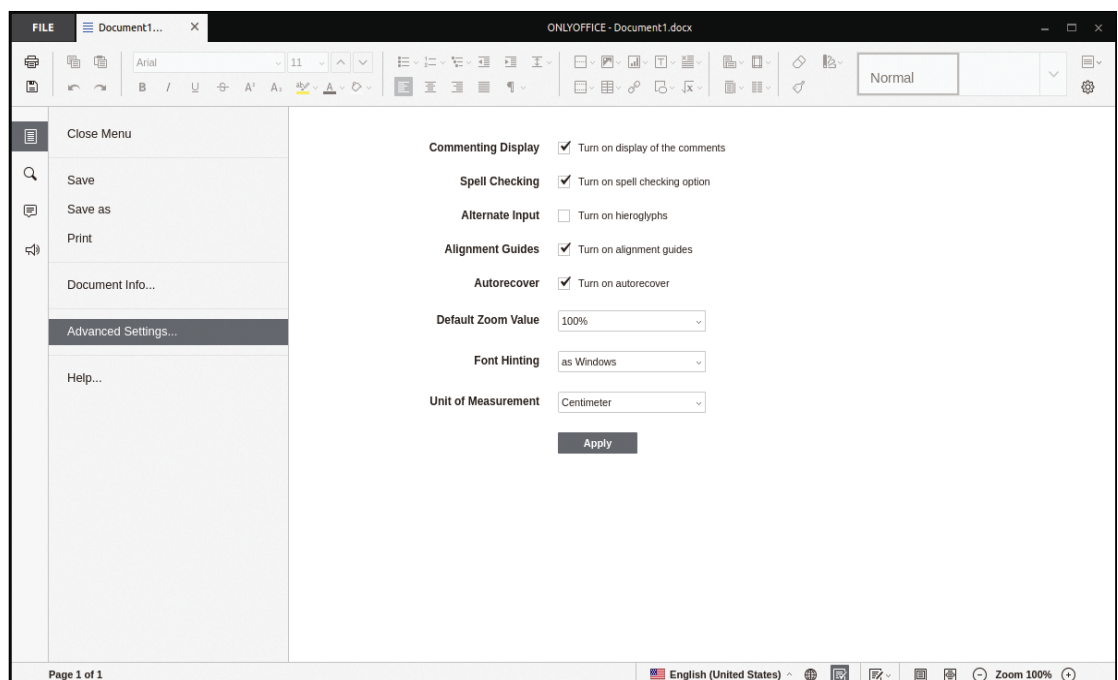 FILE
Document1...
ONLYOFFICE - Document1.docx
Arial
11
Normal
Close Menu
Save
Save as
Print
Document Info...
Advanced Settings...
Help...
Commenting Display Turn on display of the comments
Spell Checking Turn on spell checking option
Alternate Input Turn on hieroglyphs
Alignment Guides Turn on alignment guides
Autorecover Turn on autorecover
Default Zoom Value 100%
Font Hinting as Windows
Unit of Measurement Centimeter
Apply
Page 1 of 1
English (United States)
Zoom 100%